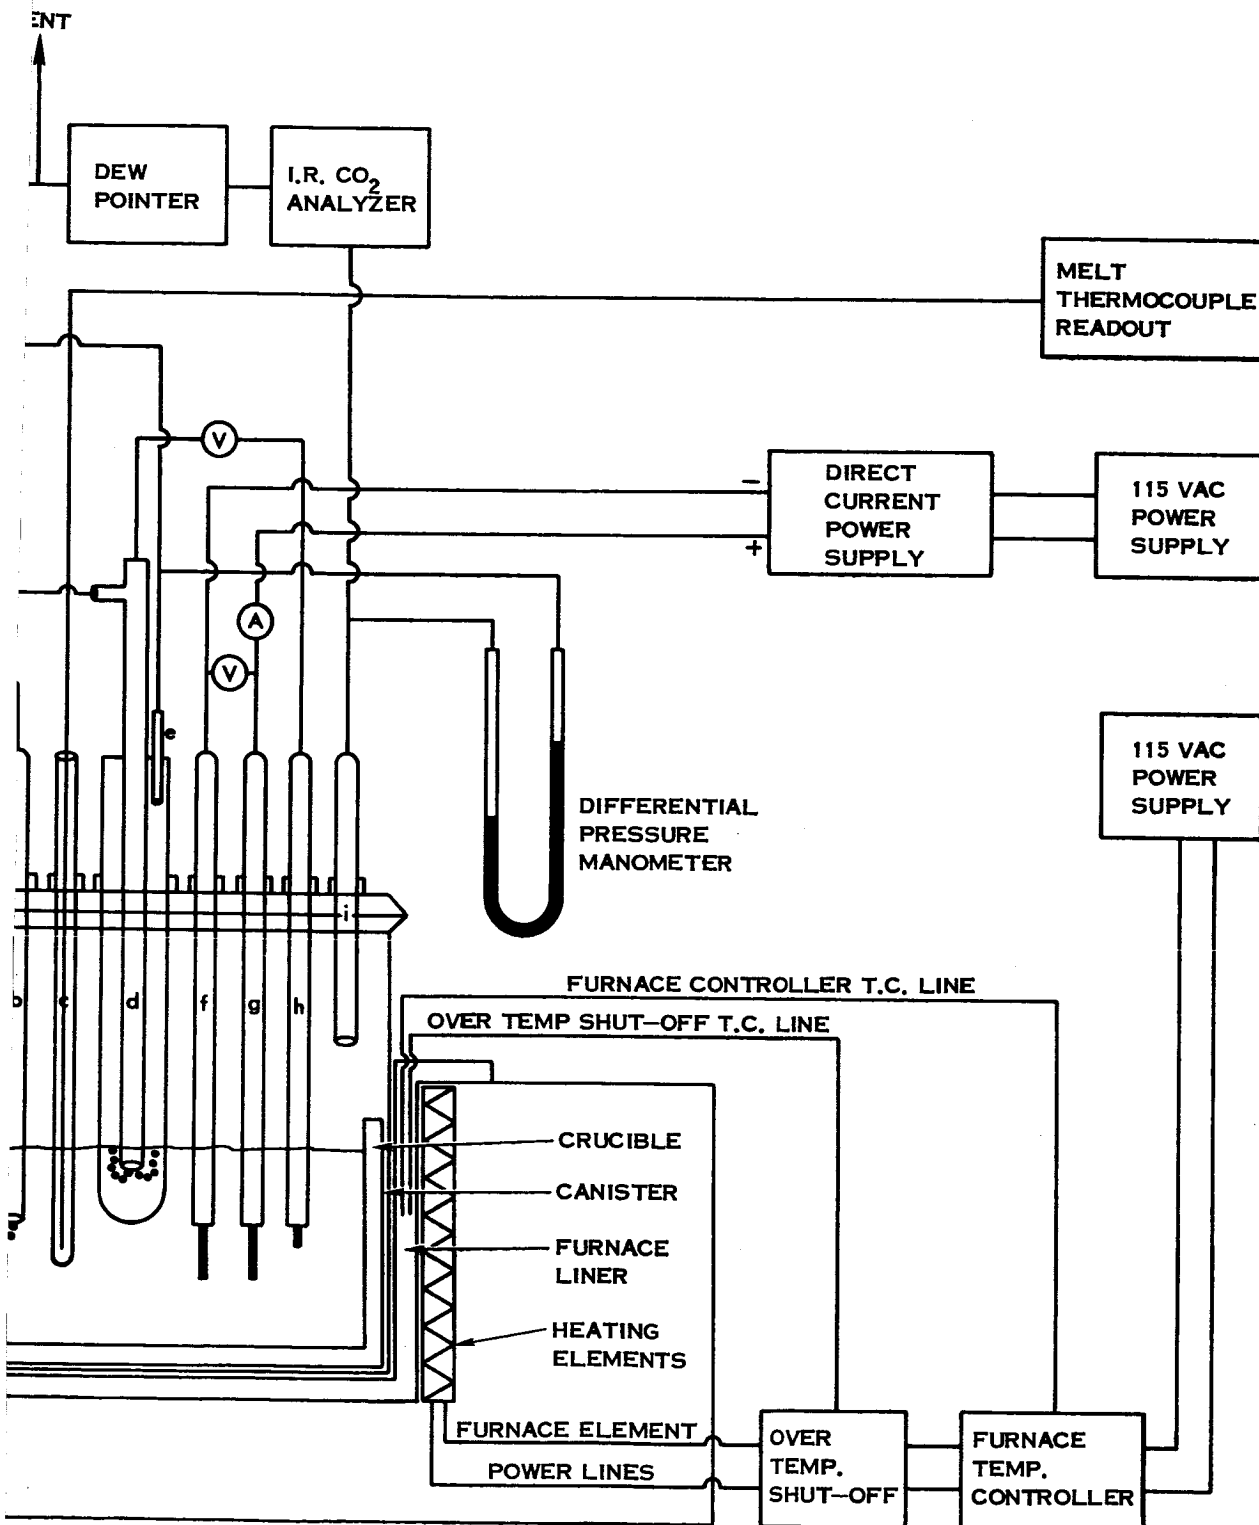 ENT
DEW
POINTER
I.R. CO₂
ANALYZER
MELT
THERMOCOUPLE
READOUT
V
−
+
DIRECT
CURRENT
POWER
SUPPLY
115 VAC
POWER
SUPPLY
A
V
e
115 VAC
POWER
SUPPLY
DIFFERENTIAL
PRESSURE
MANOMETER
i
b
c
d
f
g
h
FURNACE CONTROLLER T.C. LINE
OVER TEMP SHUT-OFF T.C. LINE
CRUCIBLE
CANISTER
FURNACE
LINER
HEATING
ELEMENTS
FURNACE ELEMENT
POWER LINES
OVER
TEMP.
SHUT-OFF
FURNACE
TEMP.
CONTROLLER